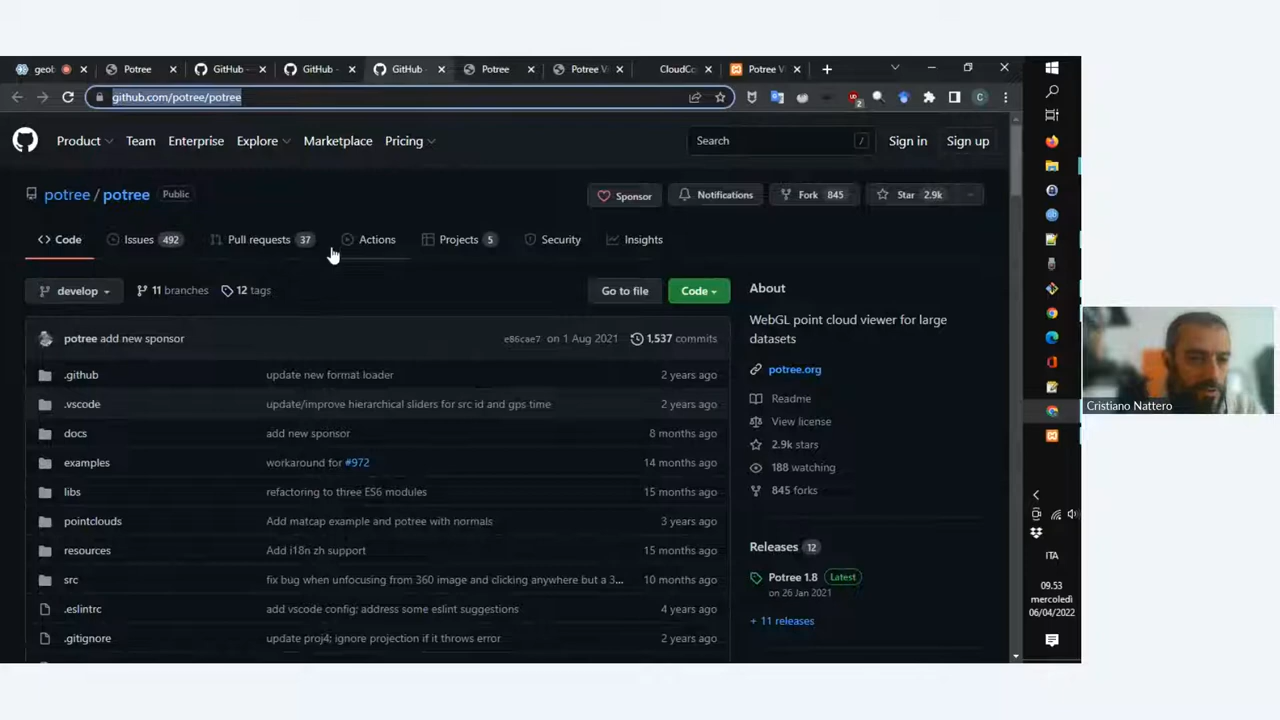 geob
Potree
GitHub -
GitHub -
GitHub -
Potree
Potree V
CloudCo
Potree V
github.com/potree/potree
2
C
Product Team Enterprise Explore Marketplace Pricing
Search /
Sign in Sign up
potree / potree Public
Sponsor Notifications Fork 845 Star 2.9k
Code Issues 492 Pull requests 37 Actions Projects 5 Security Insights
develop 11 branches 12 tags Go to file Code
potree add new sponsor e86cae7 on 1 Aug 2021 1,537 commits
.github update new format loader 2 years ago
.vscode update/improve hierarchical sliders for src id and gps time 2 years ago
docs add new sponsor 8 months ago
examples workaround for #972 14 months ago
libs refactoring to three ES6 modules 15 months ago
pointclouds Add matcap example and potree with normals 3 years ago
resources Add i18n zh support 15 months ago
src fix bug when unfocusing from 360 image and clicking anywhere but a 3... 10 months ago
.eslintrc add vscode config: address some eslint suggestions 4 years ago
.gitignore update proj4; ignore projection if it throws error 2 years ago
About
WebGL point cloud viewer for large
datasets
potree.org
Readme
View license
2.9k stars
188 watching
845 forks
Releases 12
Potree 1.8 Latest
on 26 Jan 2021
+ 11 releases
ITA
09.53
mercoledì
06/04/2022
Cristiano Nattero